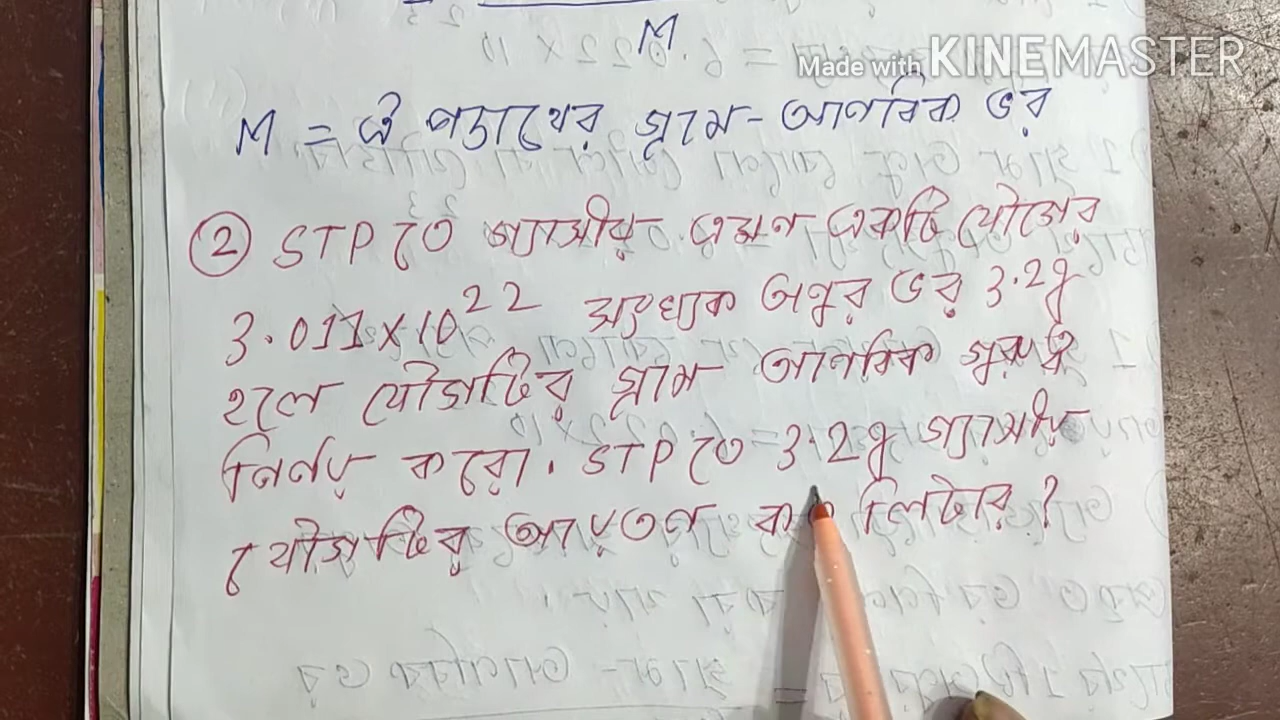 M
Made with KINEMASTER
M = ঐ পদার্থের গ্রাম-আণবিক ভর
② STP তে গ্যাসীয় এমন একটি যৌগের
3.011×10²² সংখ্যক অণুর ভর 3.2g
হলে যৌগটির গ্রাম-আণবিক গুরুত্ব
নির্ণয় করো. STP তে 3.2g গ্যাসীয়
যৌগটির আয়তন কত লিটার?